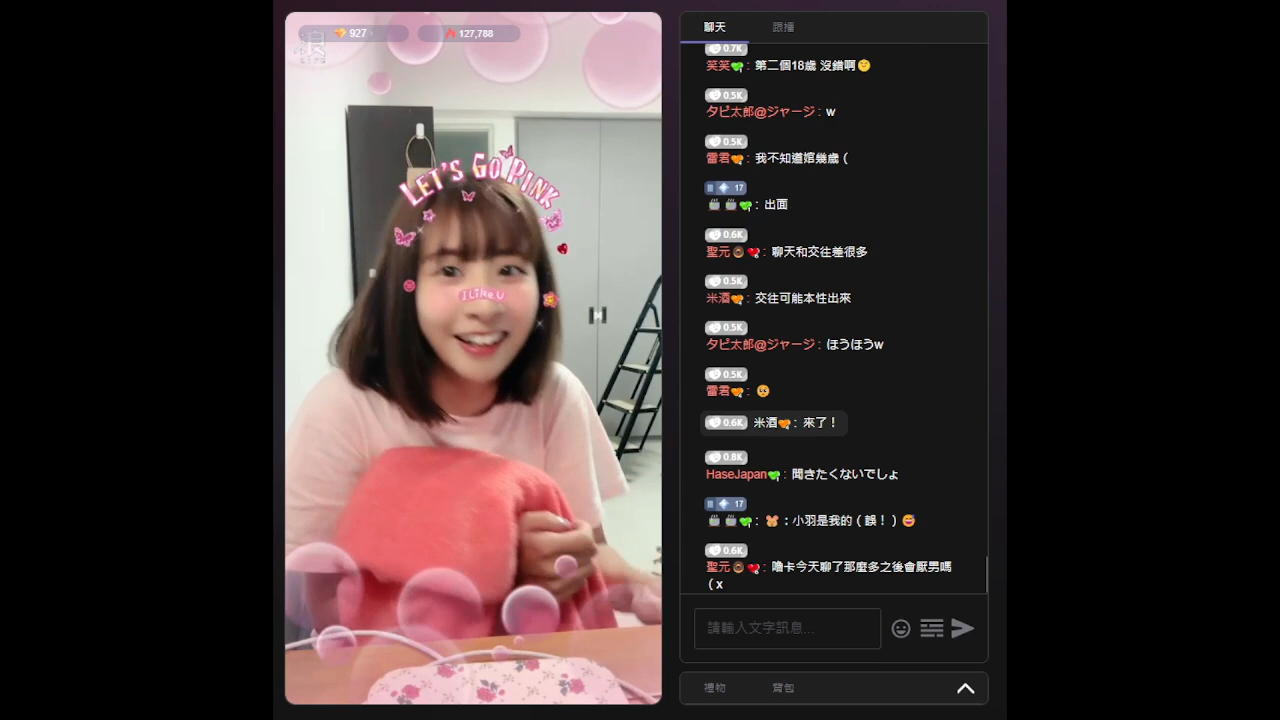 927
127,788
浪
LIVE
LET'S GO PINK
I Like U
聊天
跟播
0.7K
笑笑: 第二個18歲 沒錯啊
0.5K
タピ太郎@ジャージ: w
0.5K
雷君: 我不知道婠幾歲 (
17
: 出面
0.6K
聖元: 聊天和交往差很多
0.5K
米酒: 交往可能本性出來
0.5K
タピ太郎@ジャージ: ほうほうw
0.5K
雷君:
0.6K 米酒: 來了!
0.8K
HaseJapan: 聞きたくないでしょ
17
: : 小羽是我的 ( 誤! )
0.6K
聖元: 嚕卡今天聊了那麼多之後會厭男嗎
( x
請輸入文字訊息...
禮物
背包